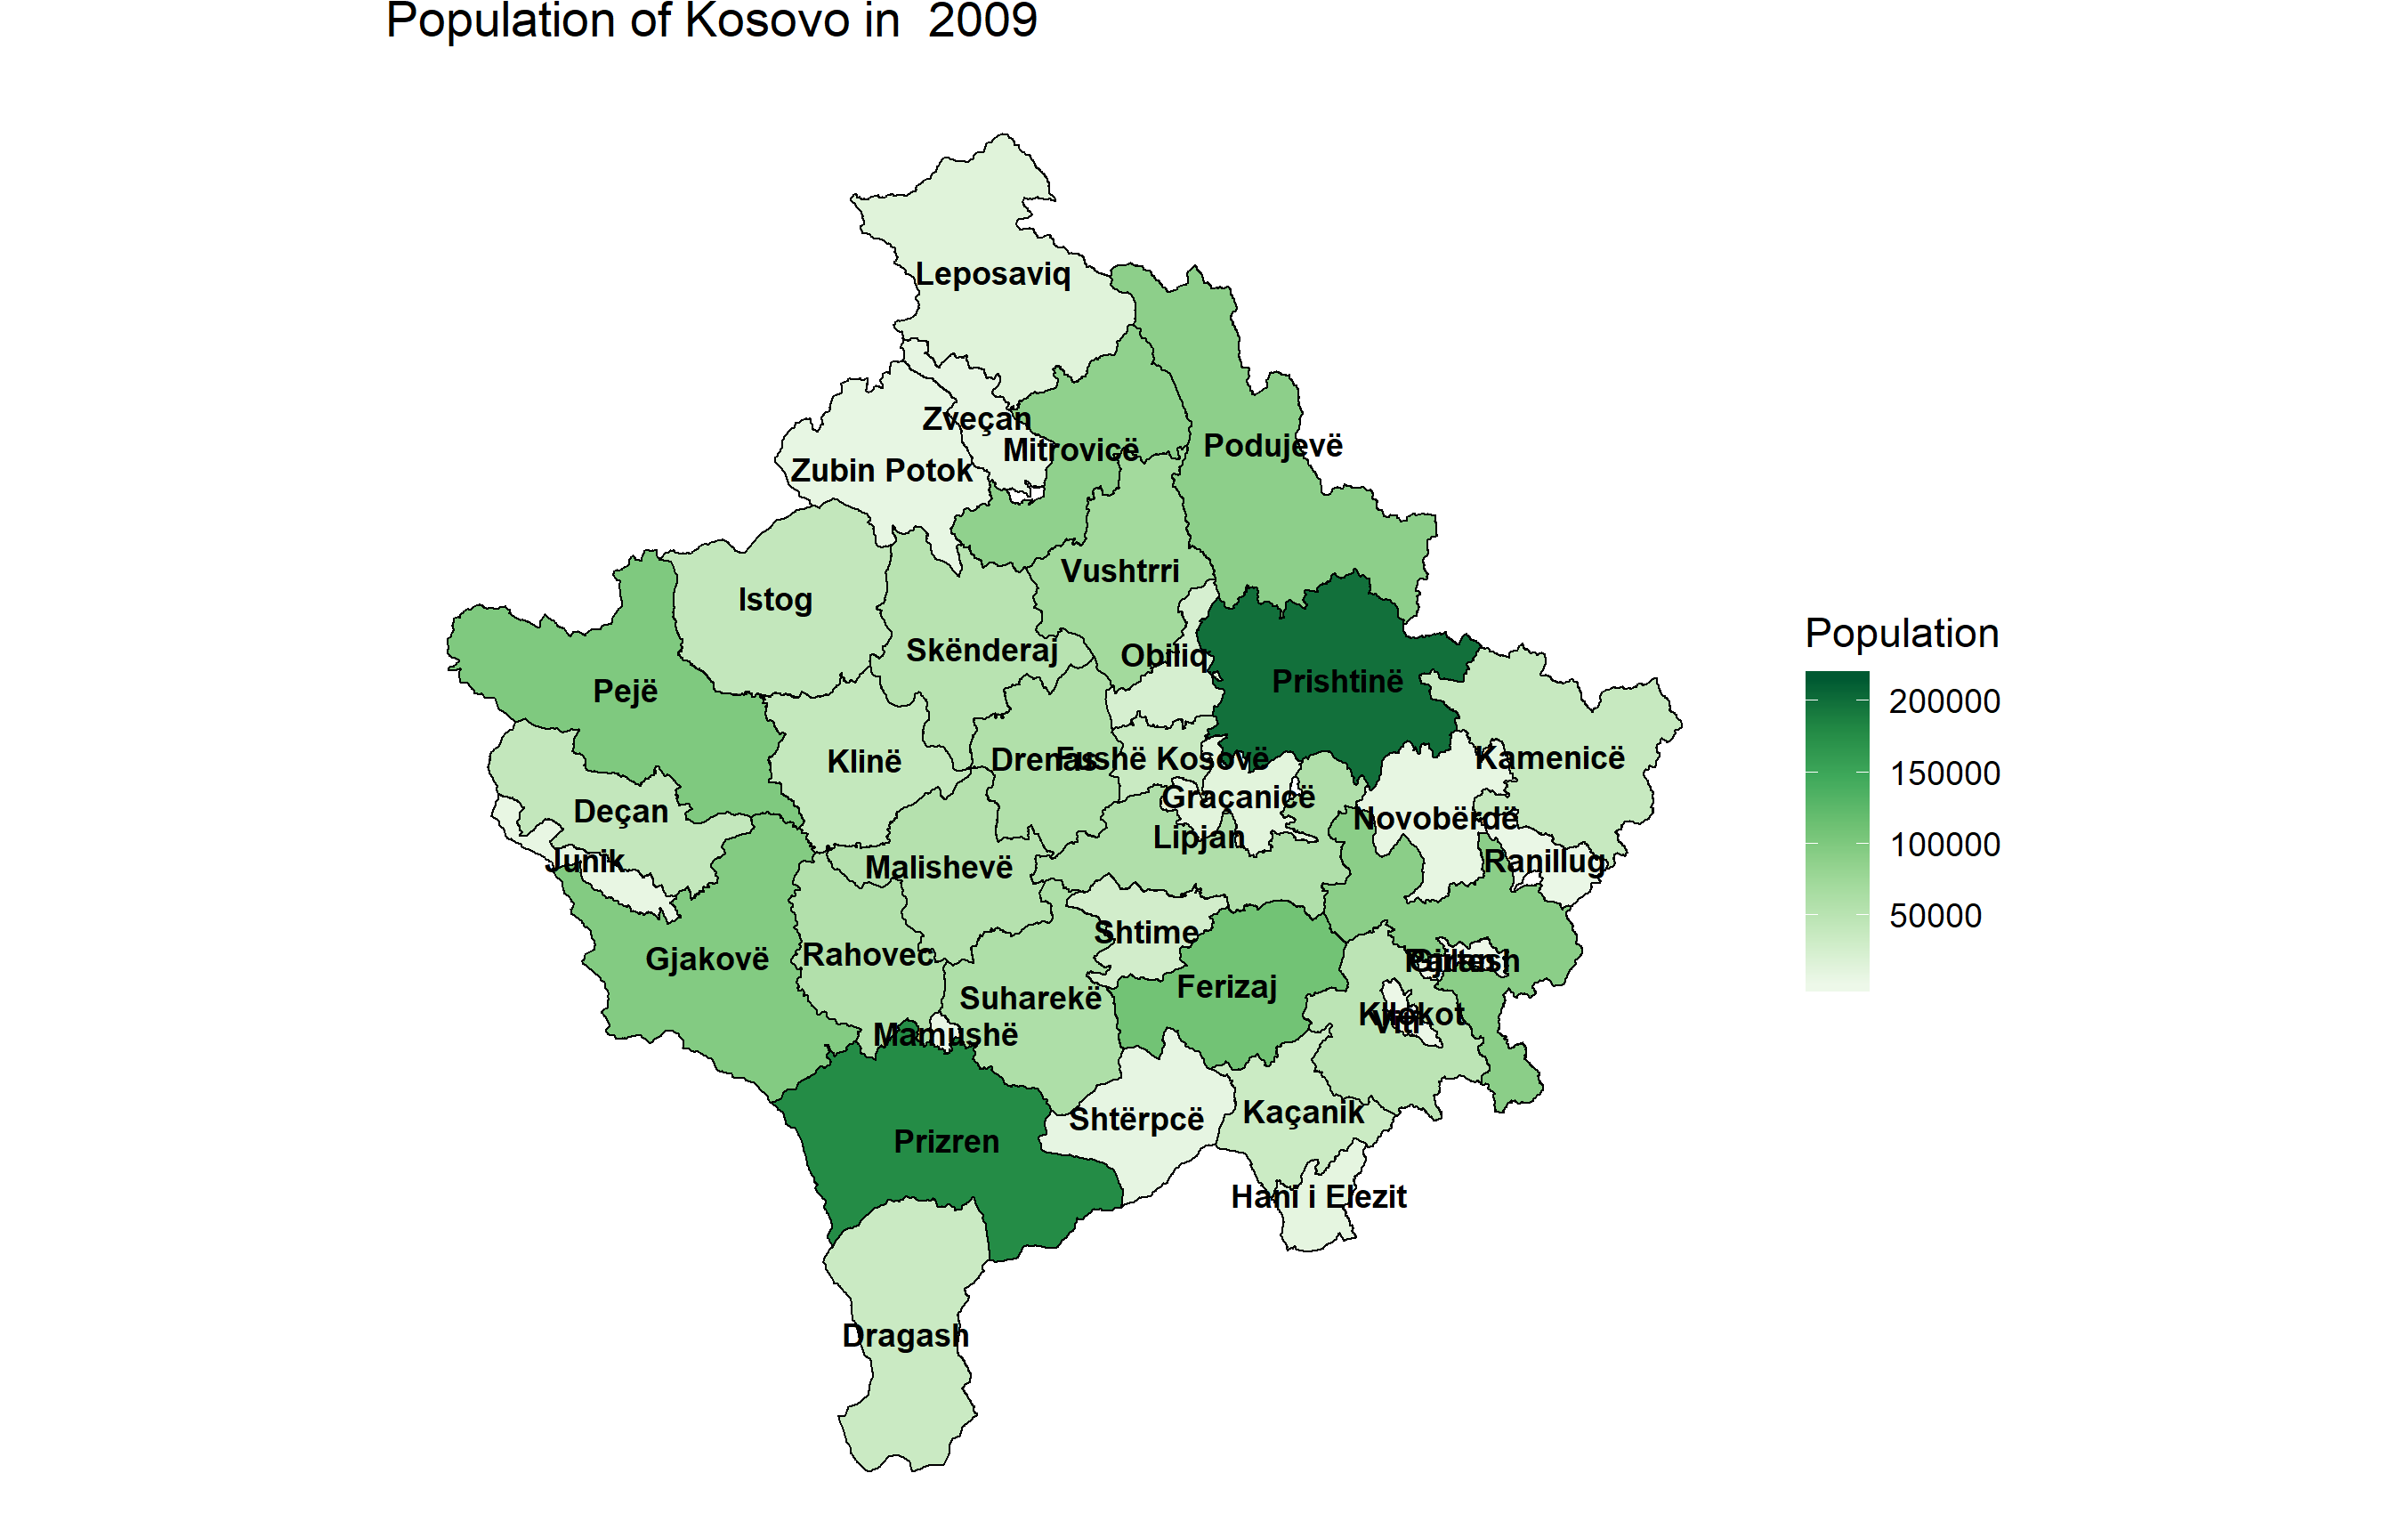 Population of Kosovo in  2009
Leposaviq
Zveçan
Mitrovicë
Podujevë
Zubin Potok
Vushtrri
Istog
Skënderaj
Obiliq
Prishtinë
Pejë
Klinë
Drenas
Fushë Kosovë
Kamenicë
Graçanicë
Deçan
Novobërdë
Lipjan
Junik
Malishevë
Ranillug
Shtime
Rahovec
Gjakovë
Partesh
Gjilan
Ferizaj
Suharekë
Kllokot
Viti
Mamushë
Kaçanik
Shtërpcë
Prizren
Hani i Elezit
Dragash
Population
200000
150000
100000
50000